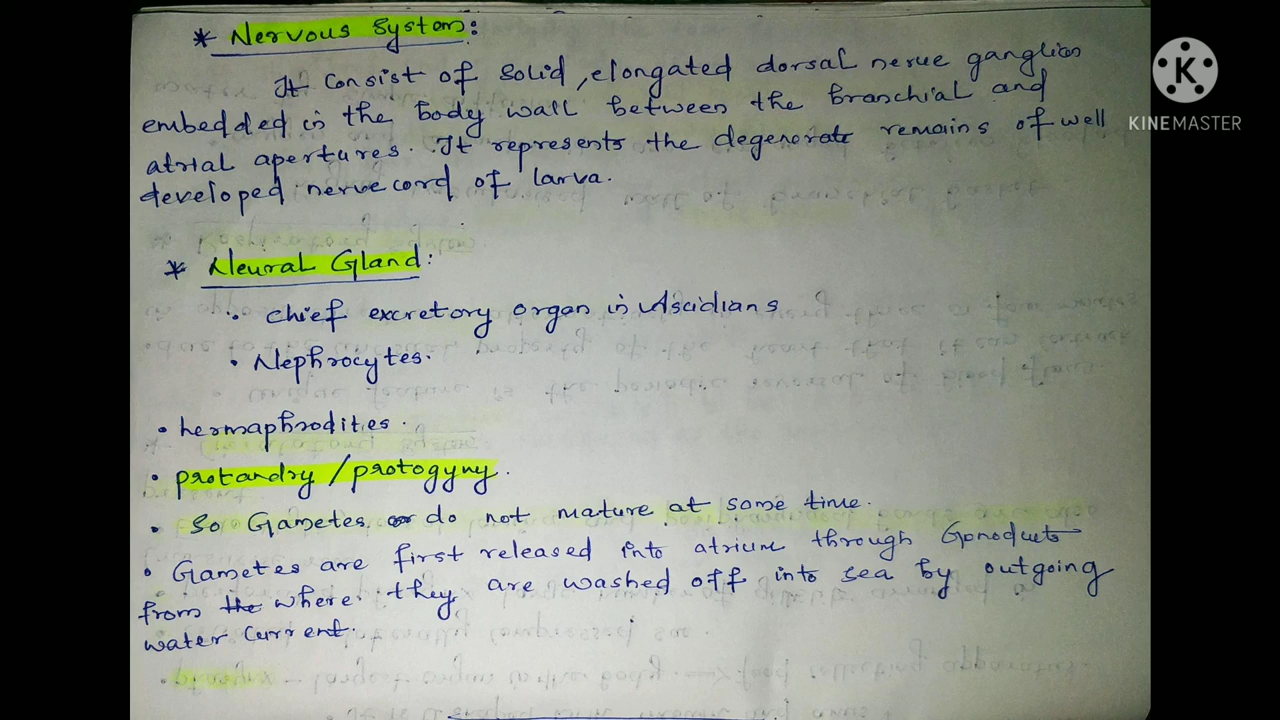 * Nervous System:
It consist of solid, elongated dorsal nerve ganglion
embedded in the body wall between the branchial and
atrial apertures. It represents the degenerate remains of well
developed nerve cord of larva.
* Neural Gland:
• chief excretory organ in Ascidians
• Nephrocytes.
• hermaphrodities.
• protandry / protogyny.
• So Gametes do not mature at some time.
• Gametes are first released into atrium through Gonoducts
from where they are washed off into sea by outgoing
water current.
K
KINEMASTER